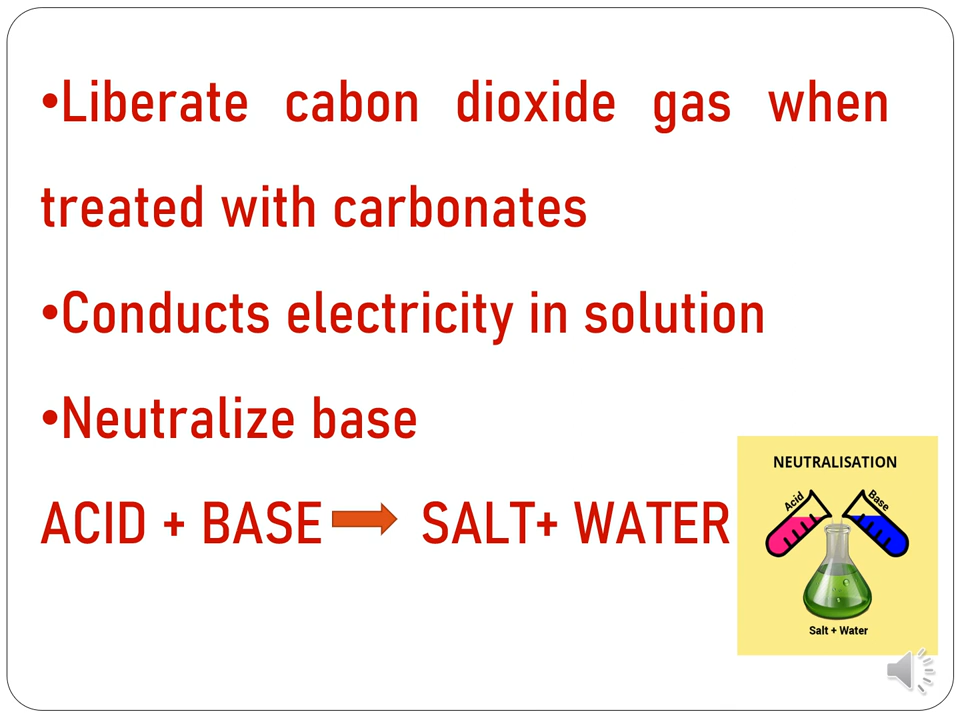 •Liberate cabon dioxide gas when
treated with carbonates
•Conducts electricity in solution
•Neutralize base
ACID + BASE SALT+ WATER
NEUTRALISATION
Acid
Base
Salt + Water